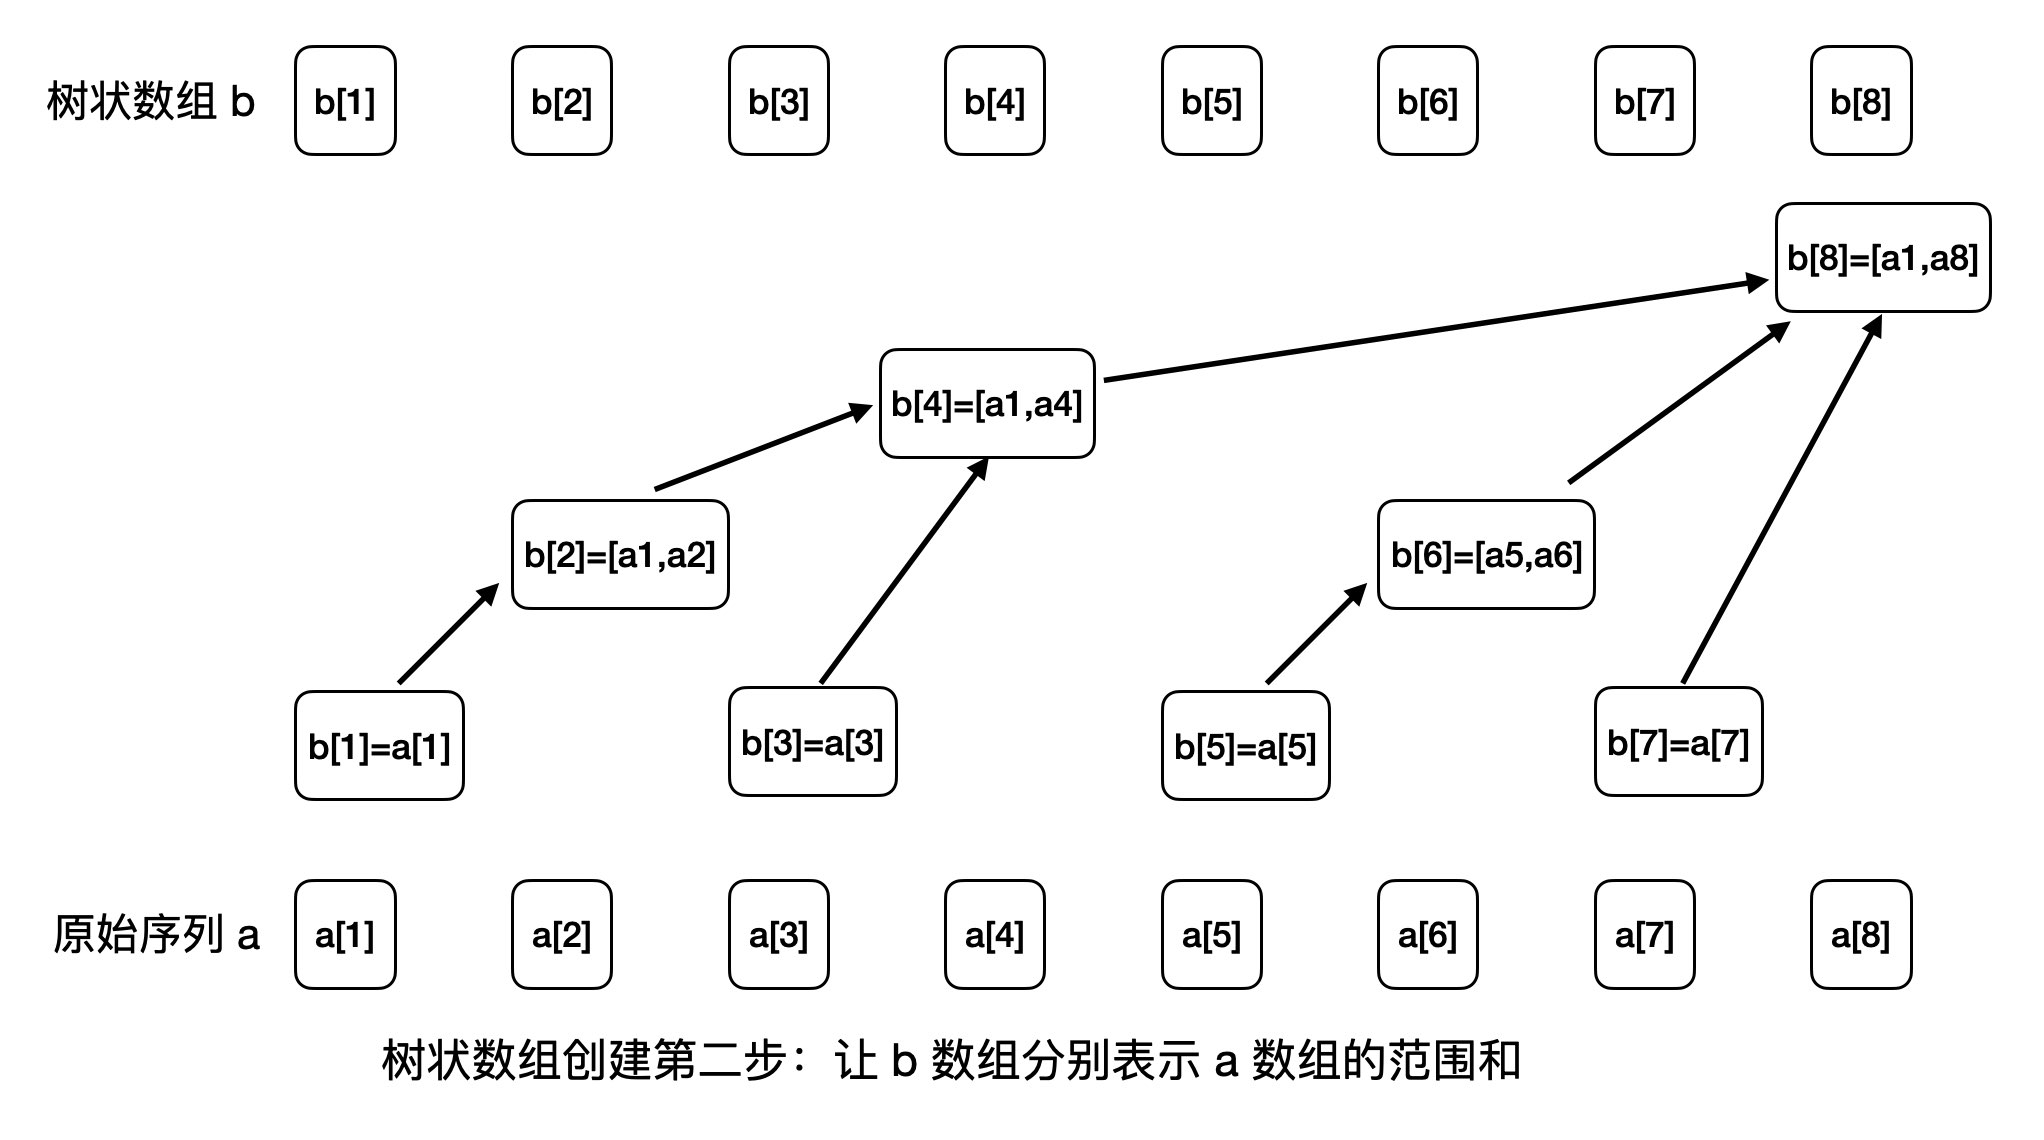 树状数组 b b[1] b[2] b[3] b[4] b[5] b[6] b[7] b[8]
b[8]=[a1,a8]
b[4]=[a1,a4]
b[2]=[a1,a2] b[6]=[a5,a6]
b[1]=a[1] b[3]=a[3] b[5]=a[5] b[7]=a[7]
原始序列 a a[1] a[2] a[3] a[4] a[5] a[6] a[7] a[8]
树状数组创建第二步：让 b 数组分别表示 a 数组的范围和